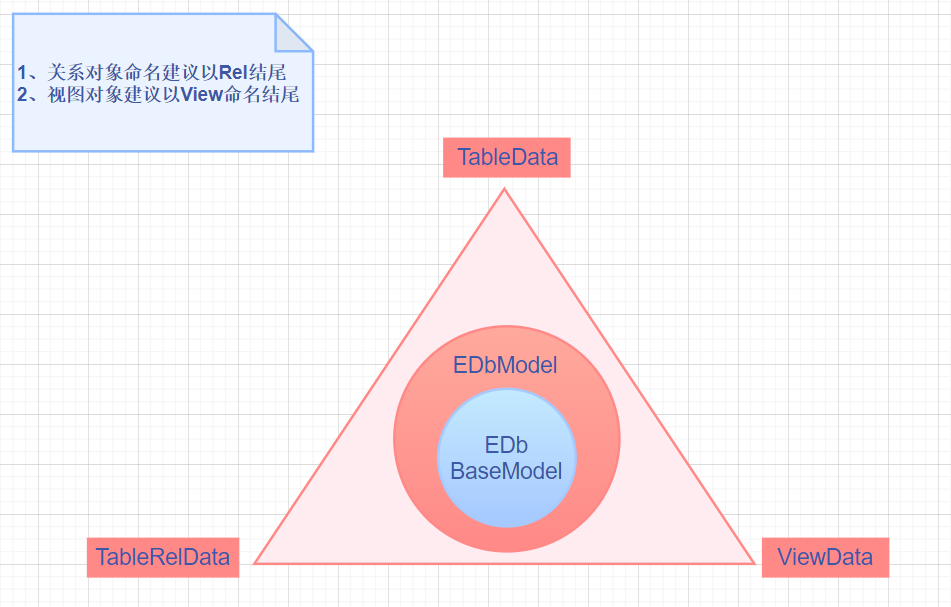 1、关系对象命名建议以Rel结尾
2、视图对象建议以View命名结尾
TableData
EDbModel
EDb
BaseModel
TableRelData
ViewData